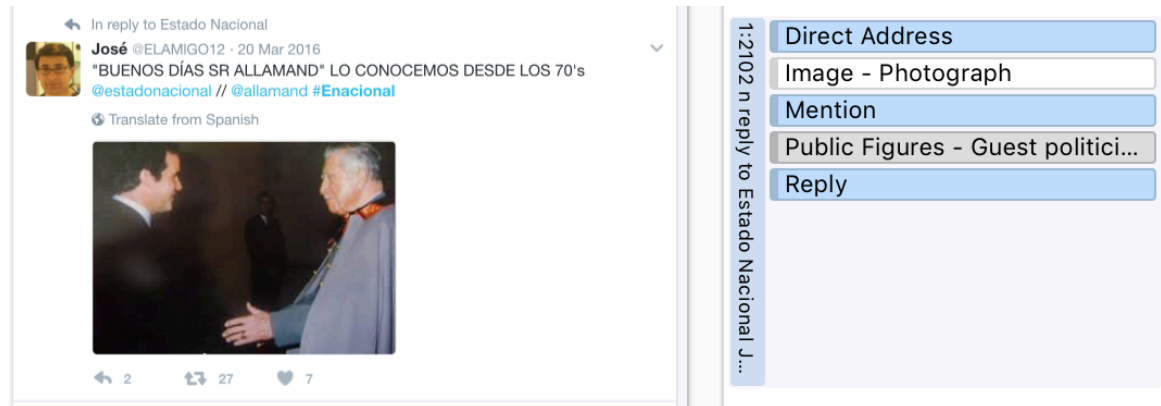 In reply to Estado Nacional
José @ELAMIGO12 · 20 Mar 2016
"BUENOS DÍAS SR ALLAMAND" LO CONOCEMOS DESDE LOS 70's
@estadonacional // @allamand #Enacional
Translate from Spanish
2 27 7
1:2102 n reply to Estado Nacional J...
Direct Address
Image - Photograph
Mention
Public Figures - Guest politici...
Reply